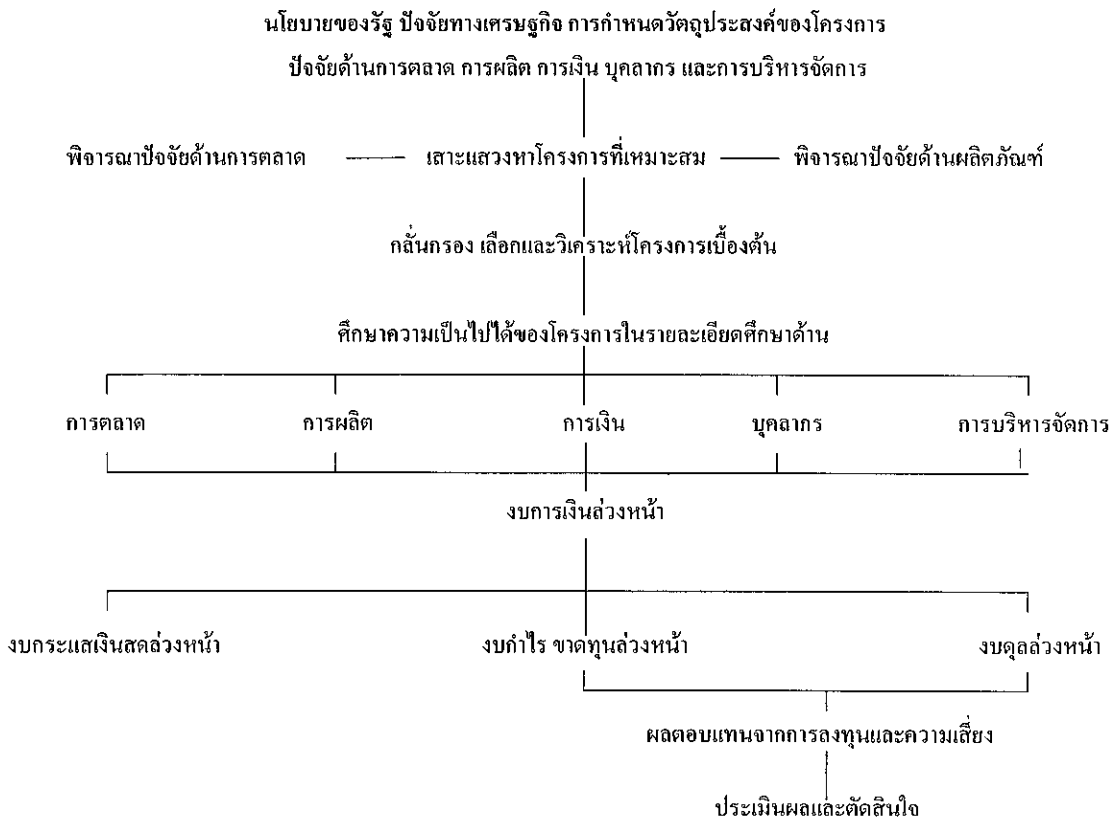 นโยบายของรัฐ ปัจจัยทางเศรษฐกิจ การกำหนดวัตถุประสงค์ของโครงการ
ปัจจัยด้านการตลาด การผลิต การเงิน บุคลากร และการบริหารจัดการ
พิจารณาปัจจัยด้านการตลาด เสาะแสวงหาโครงการที่เหมาะสม พิจารณาปัจจัยด้านผลิตภัณฑ์
กลั่นกรอง เลือกและวิเคราะห์โครงการเบื้องต้น
ศึกษาความเป็นไปได้ของโครงการในรายละเอียดศึกษาด้าน
การตลาด การผลิต การเงิน บุคลากร การบริหารจัดการ
งบการเงินล่วงหน้า
งบกระแสเงินสดล่วงหน้า งบกำไร ขาดทุนล่วงหน้า งบดุลล่วงหน้า
ผลตอบแทนจากการลงทุนและความเสี่ยง
ประเมินผลและตัดสินใจ